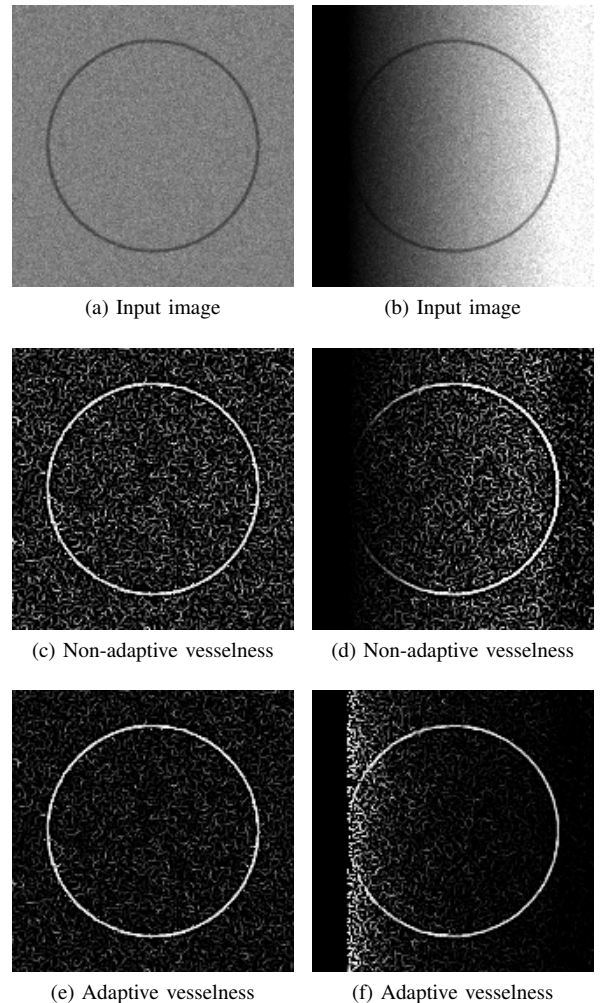 (a) Input image
(b) Input image
(c) Non-adaptive vesselness
(d) Non-adaptive vesselness
(e) Adaptive vesselness
(f) Adaptive vesselness